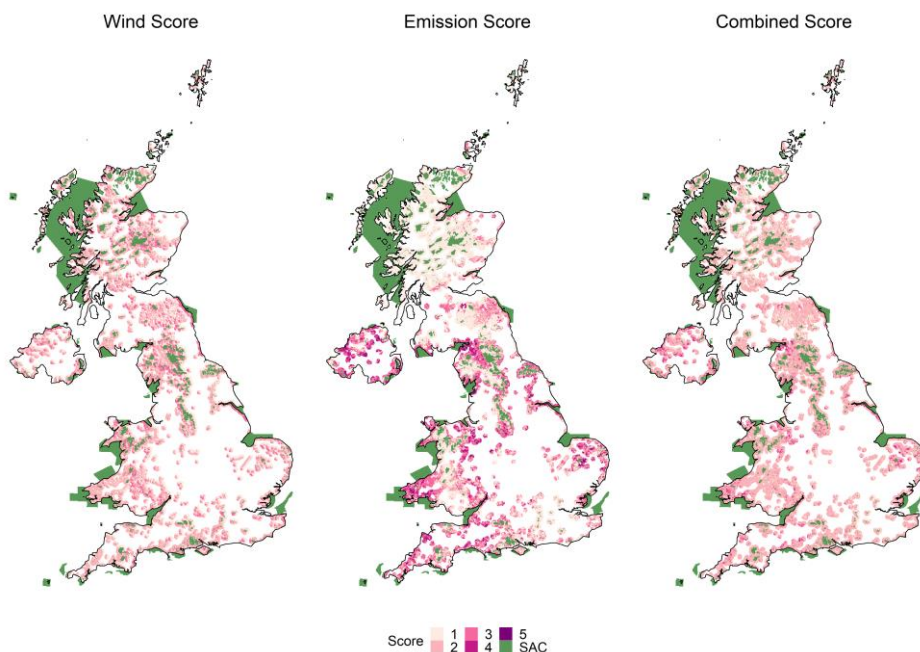 Wind Score
Emission Score
Combined Score
Score
1 3 5
2 4 SAC